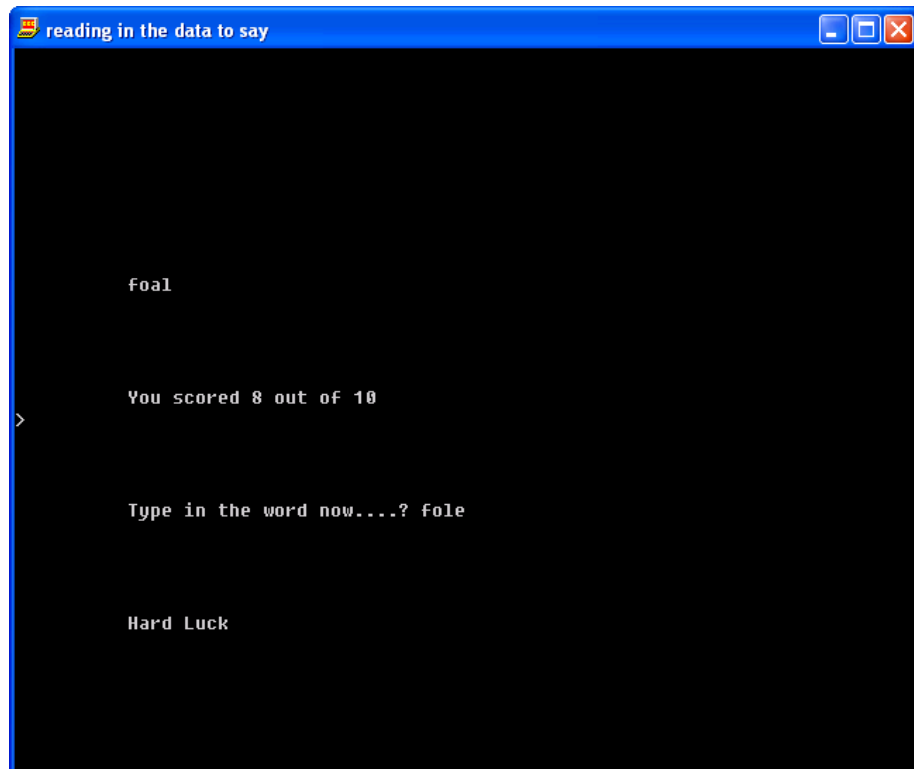 reading in the data to say
foal
You scored 8 out of 10
>
Type in the word now....? fole
Hard Luck